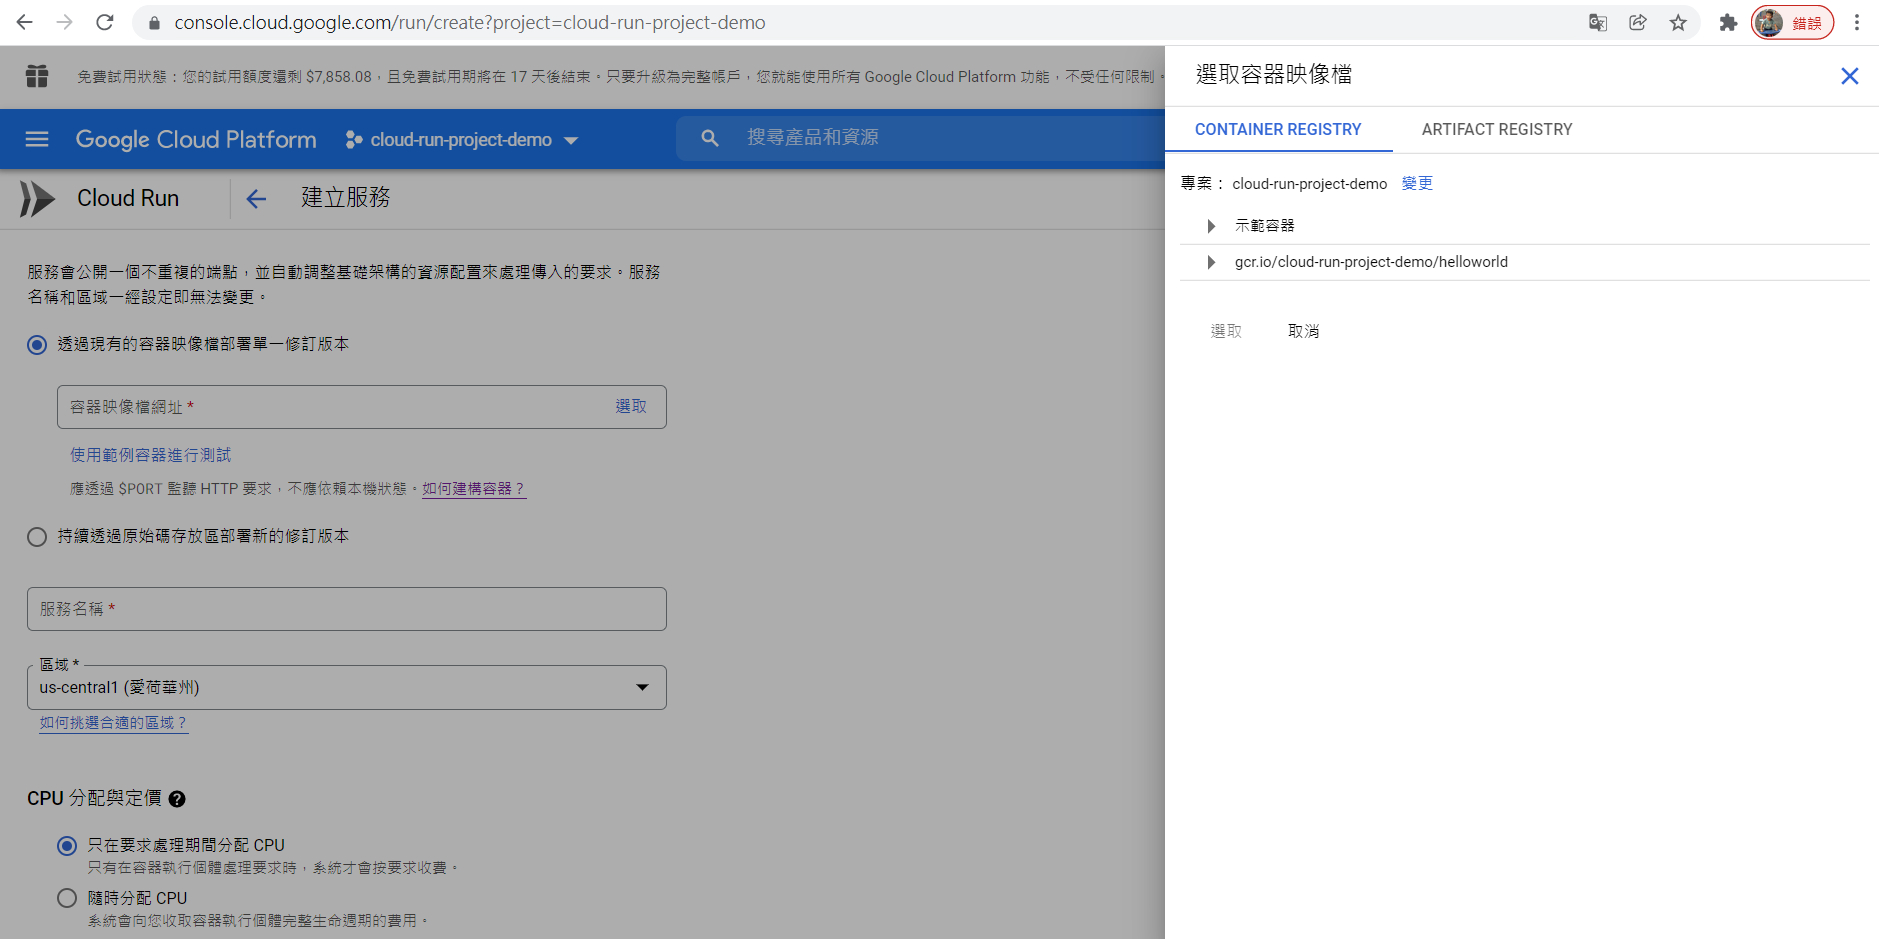 console.cloud.google.com/run/create?project=cloud-run-project-demo
錯誤
免費試用狀態：您的試用額度還剩 $7,858.08，且免費試用期將在 17 天後結束。只要升級為完整帳戶，您就能使用所有 Google Cloud Platform 功能，不受任何限制。
Google Cloud Platform
cloud-run-project-demo
搜尋產品和資源
Cloud Run
建立服務
服務會公開一個不重複的端點，並自動調整基礎架構的資源配置來處理傳入的要求。服務
名稱和區域一經設定即無法變更。
透過現有的容器映像檔部署單一修訂版本
容器映像檔網址 *
選取
使用範例容器進行測試
應透過 $PORT 監聽 HTTP 要求，不應依賴本機狀態。如何建構容器？
持續透過原始碼存放區部署新的修訂版本
服務名稱 *
區域 *
us-central1 (愛荷華州)
如何挑選合適的區域？
CPU 分配與定價
只在要求處理期間分配 CPU
只有在容器執行個體處理要求時，系統才會按要求收費。
隨時分配 CPU
系統會向您收取容器執行個體完整生命週期的費用。
選取容器映像檔
CONTAINER REGISTRY
ARTIFACT REGISTRY
專案： cloud-run-project-demo 變更
示範容器
gcr.io/cloud-run-project-demo/helloworld
選取
取消